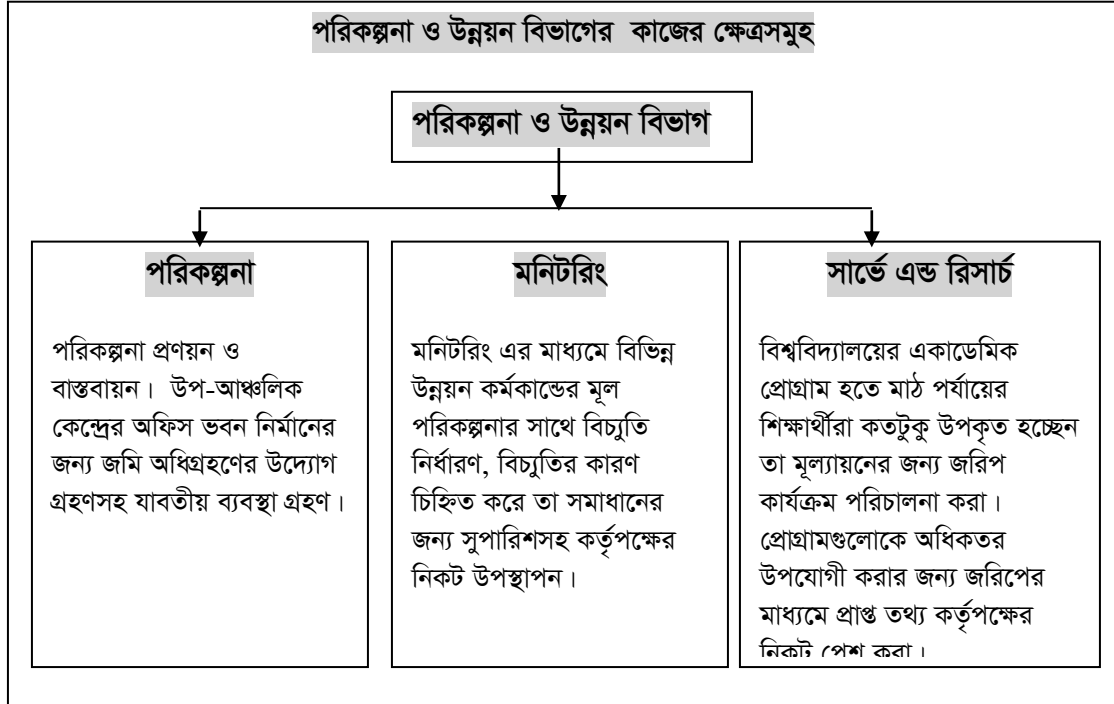 পরিকল্পনা ও উন্নয়ন বিভাগের কাজের ক্ষেত্রসমুহ
পরিকল্পনা ও উন্নয়ন বিভাগ
পরিকল্পনা
পরিকল্পনা প্রণয়ন ও
বাস্তবায়ন। উপ-আঞ্চলিক
কেন্দ্রের অফিস ভবন নির্মানের
জন্য জমি অধিগ্রহণের উদ্যোগ
গ্রহণসহ যাবতীয় ব্যবস্থা গ্রহণ।
মনিটরিং
মনিটরিং এর মাধ্যমে বিভিন্ন
উন্নয়ন কর্মকান্ডের মূল
পরিকল্পনার সাথে বিচ্যুতি
নির্ধারণ, বিচ্যুতির কারণ
চিহ্নিত করে তা সমাধানের
জন্য সুপারিশসহ কর্তৃপক্ষের
নিকট উপস্থাপন।
সার্ভে এন্ড রিসার্চ
বিশ্ববিদ্যালয়ের একাডেমিক
প্রোগ্রাম হতে মাঠ পর্যায়ের
শিক্ষার্থীরা কতটুকু উপকৃত হচ্ছেন
তা মূল্যায়নের জন্য জরিপ
কার্যক্রম পরিচালনা করা।
প্রোগ্রামগুলোকে অধিকতর
উপযোগী করার জন্য জরিপের
মাধ্যমে প্রাপ্ত তথ্য কর্তৃপক্ষের
নিকট পেশ করা।